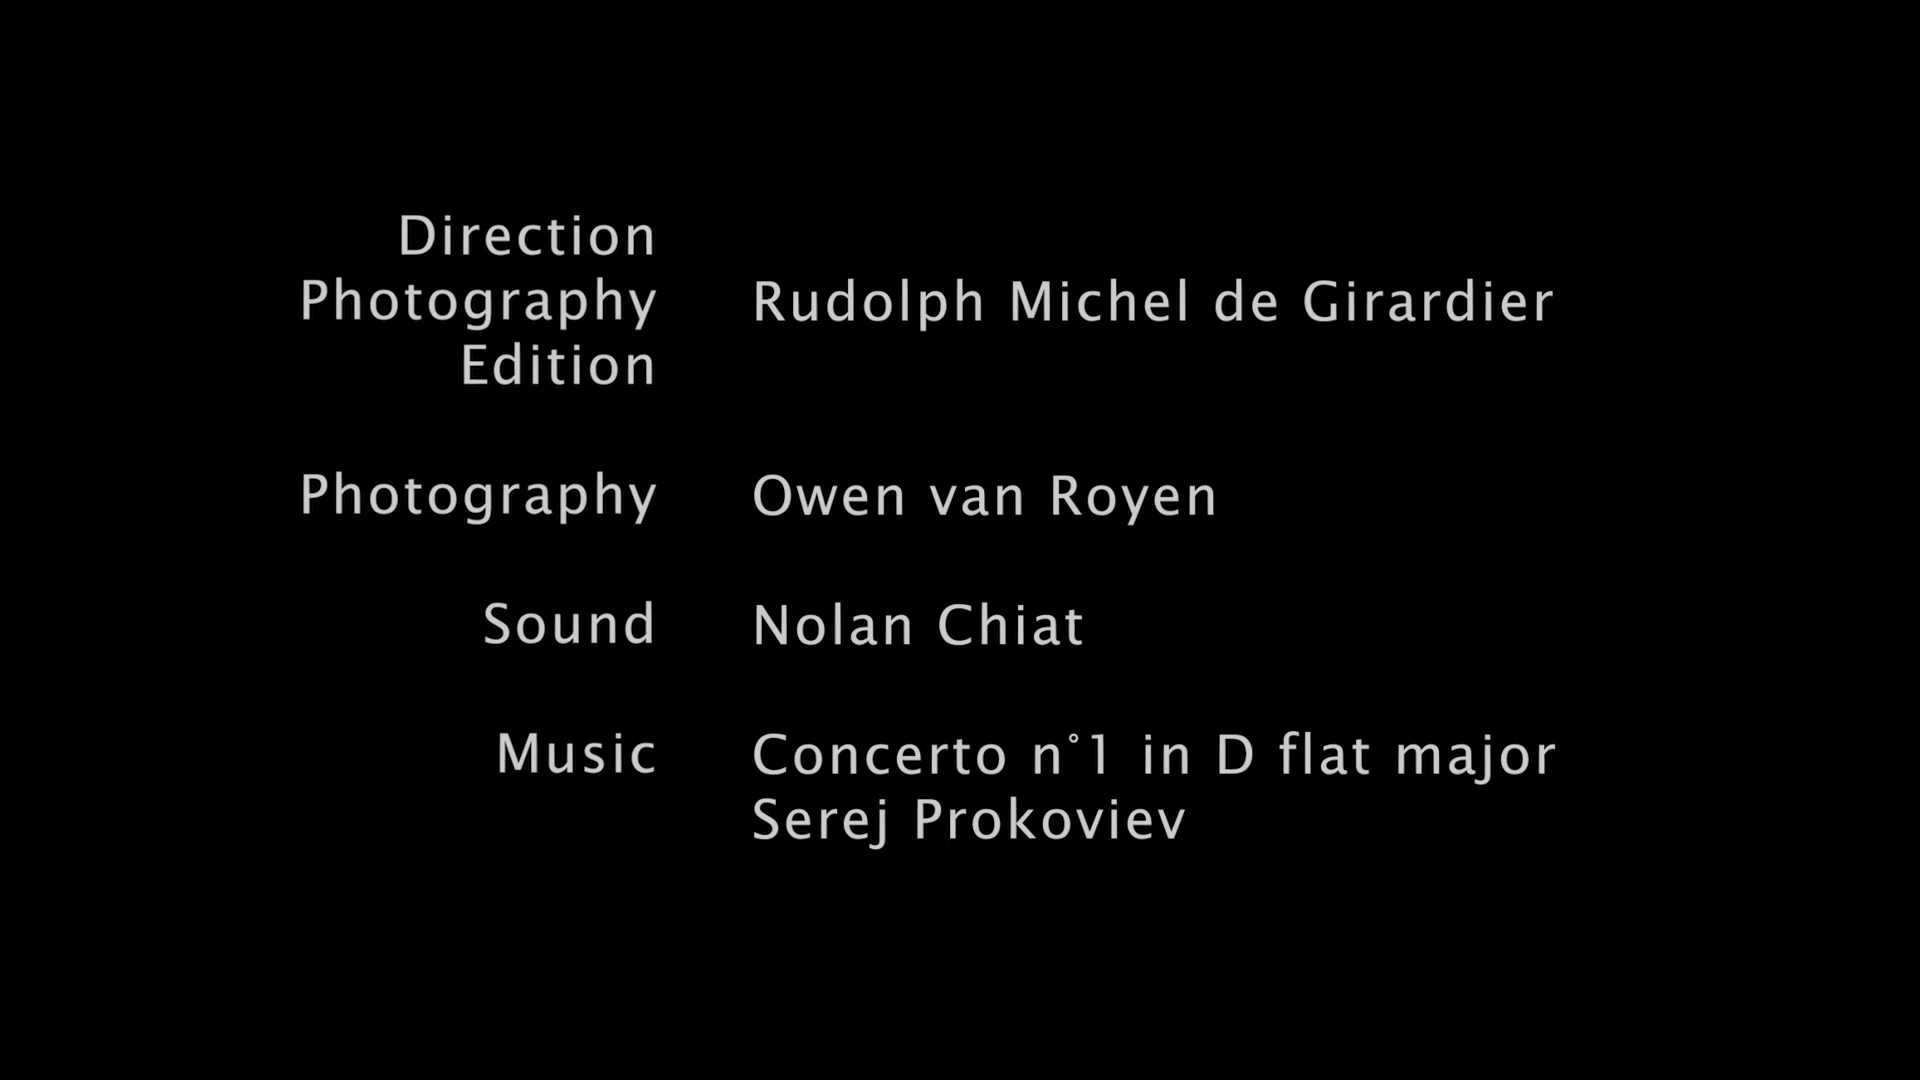 Direction
Photography Rudolph Michel de Girardier
Edition
Photography Owen van Royen
Sound Nolan Chiat
Music Concerto n°1 in D flat major
Serej Prokoviev